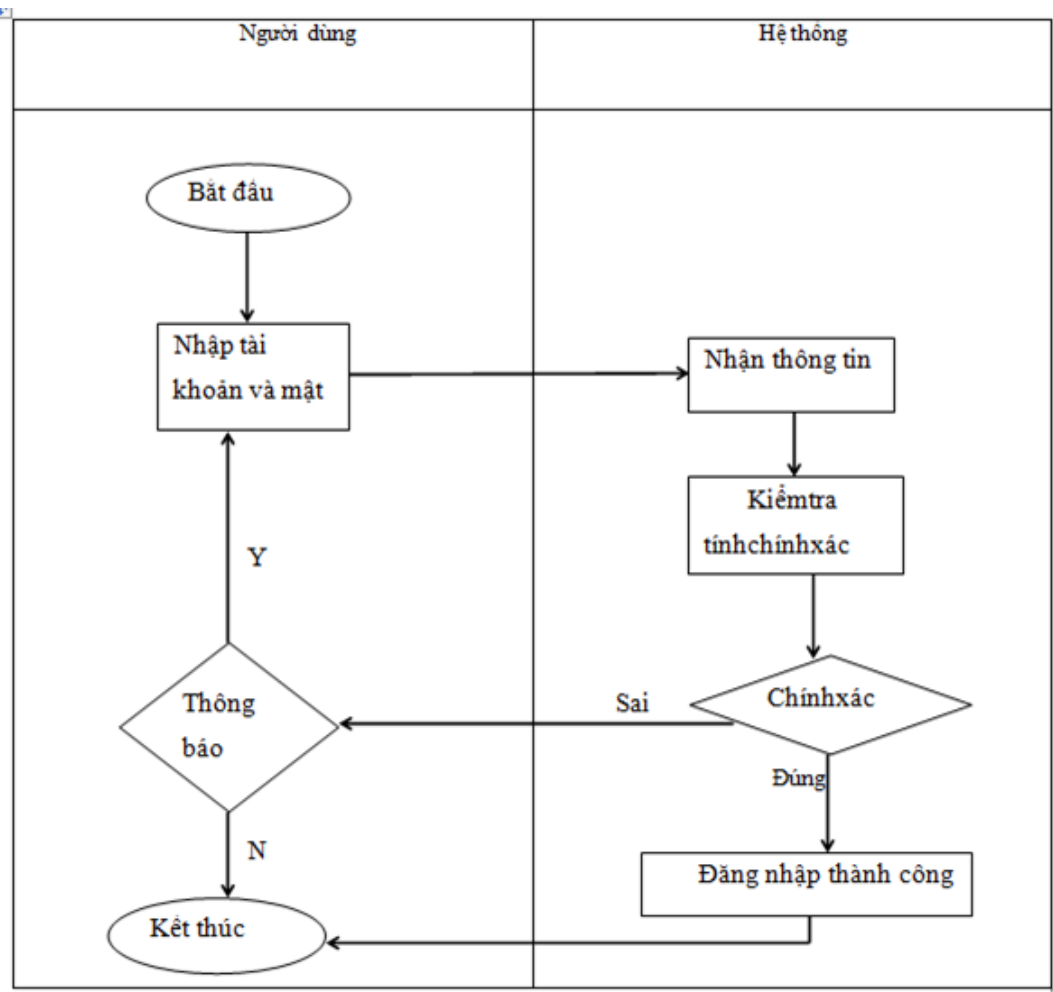 Người dùng
Hệ thống
Bắt đầu
Nhập tài
khoản và mật
Nhận thông tin
Kiểmtra
tínhchínhxác
Y
Chínhxác
Sai
Thông
báo
Đúng
N
Đăng nhập thành công
Kết thúc